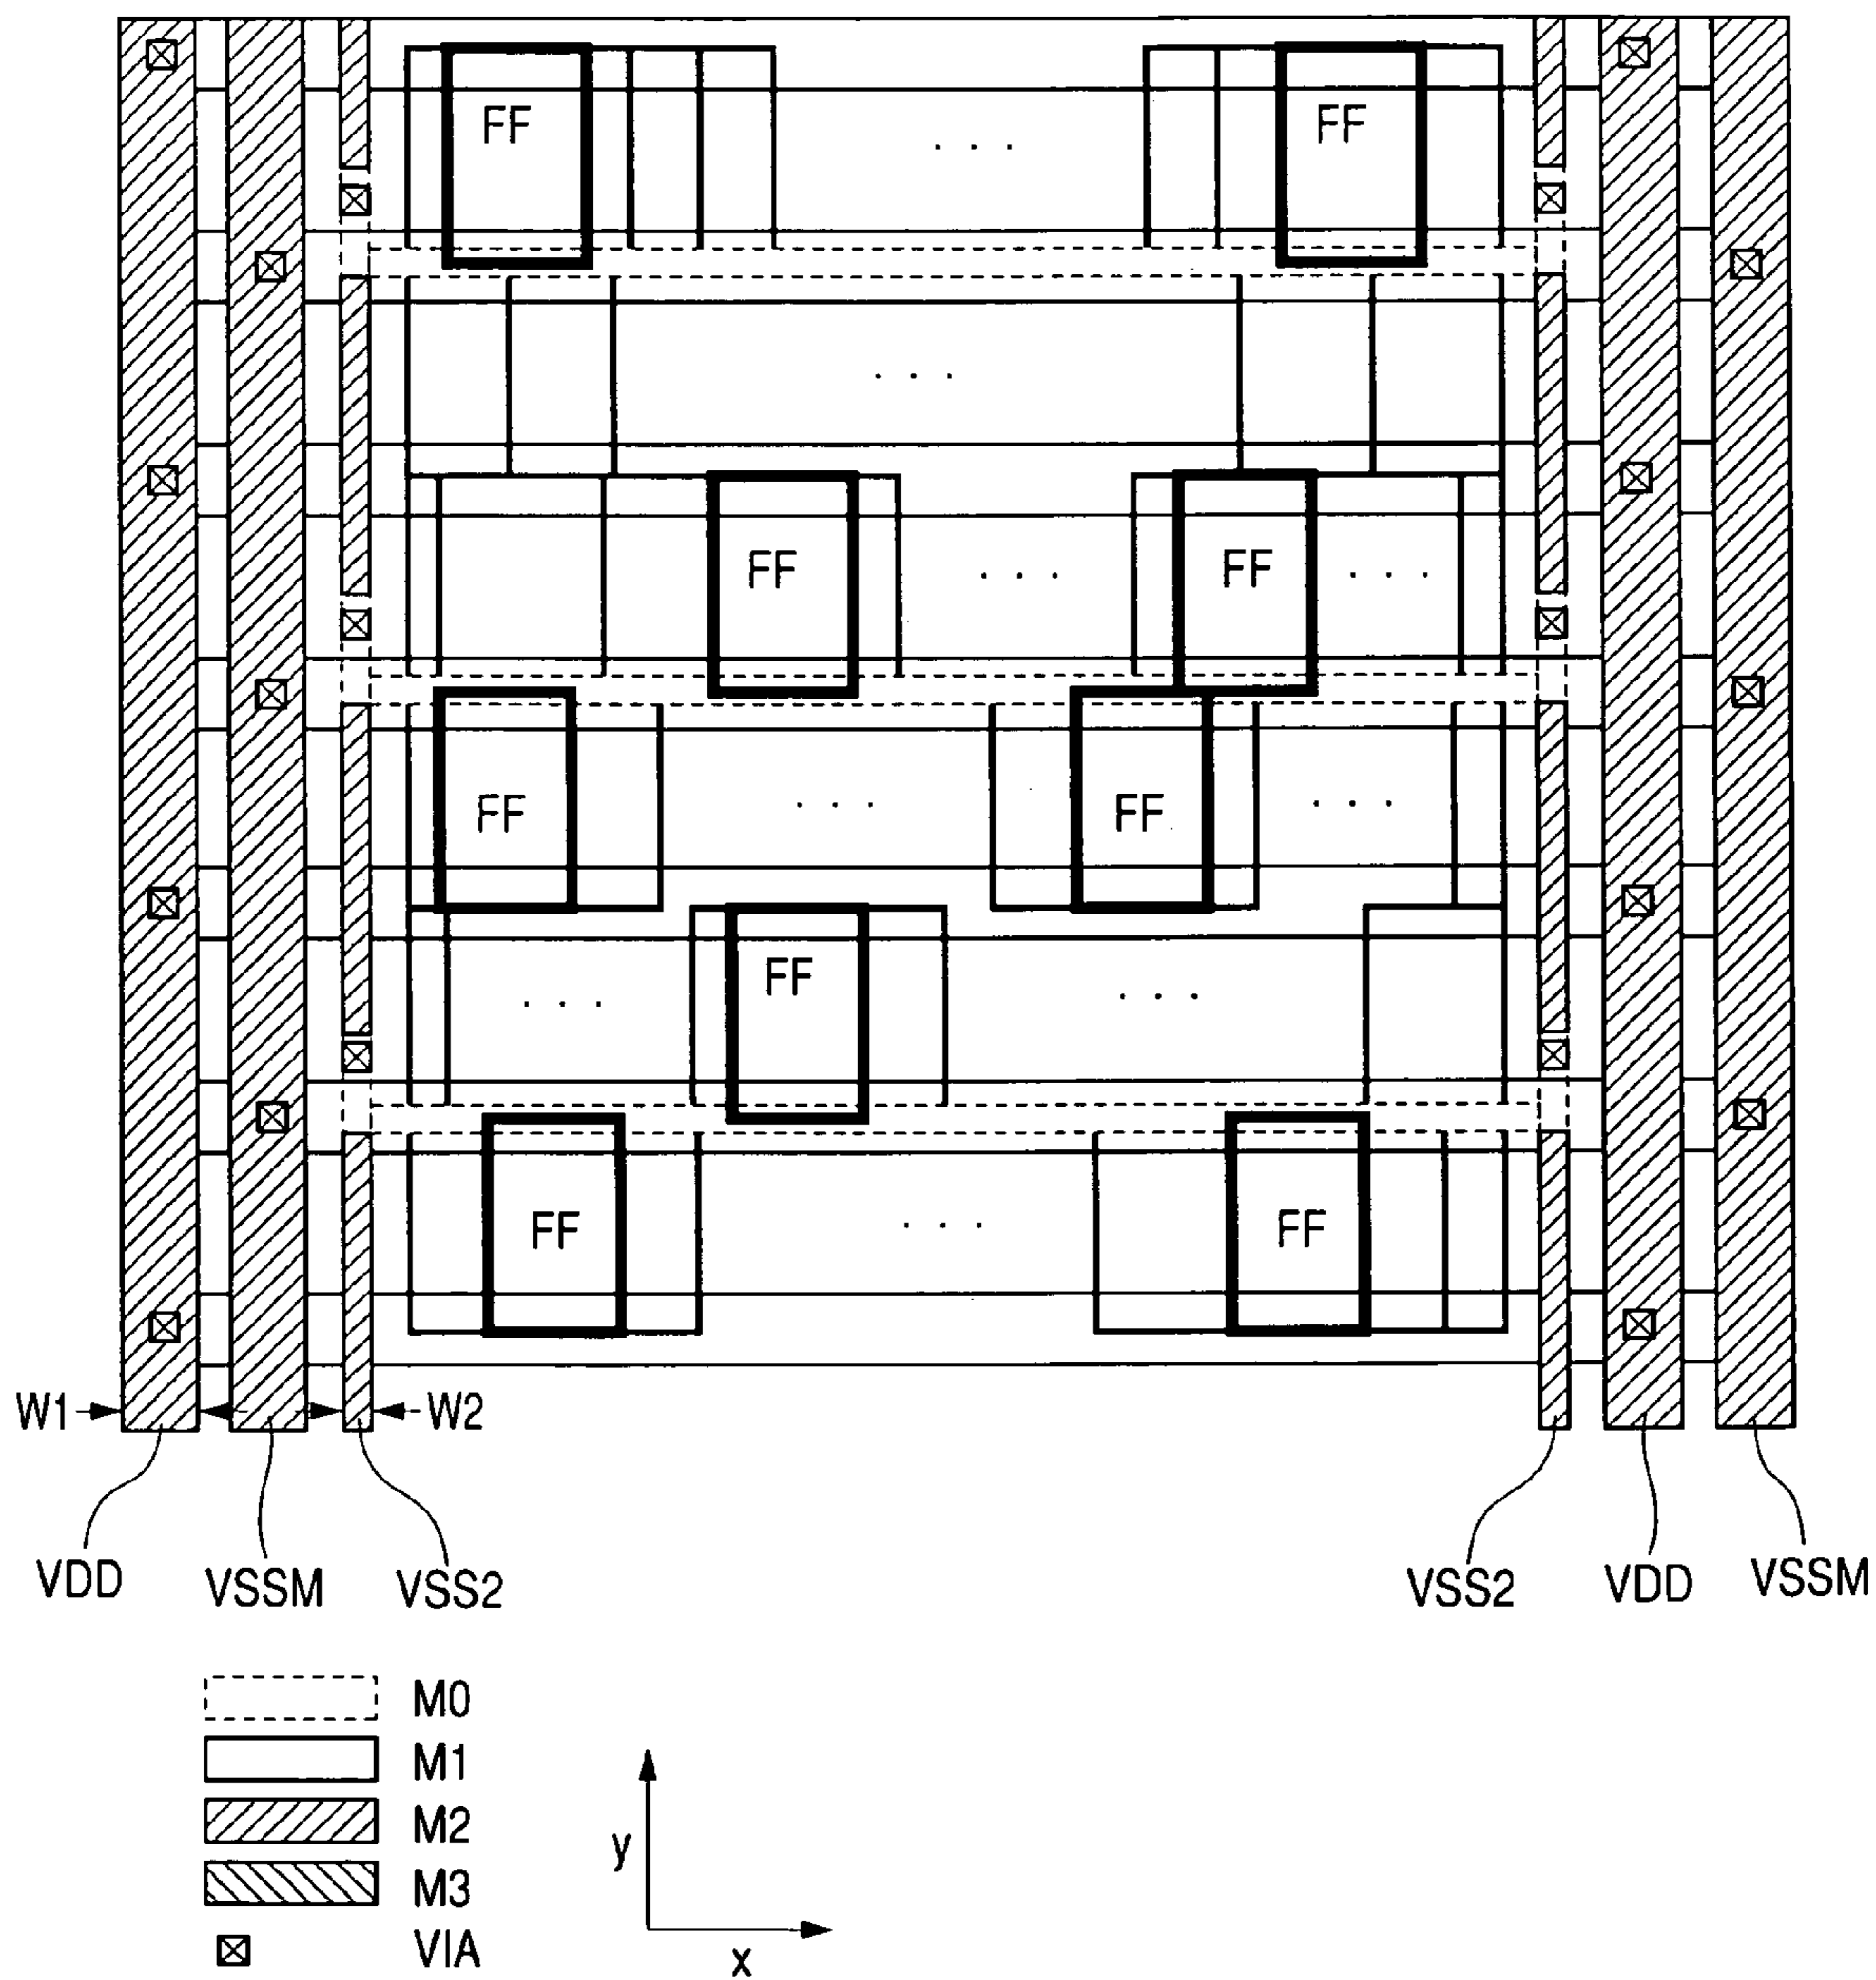 FF FF
. . .
. . .
FF FF
. . . . . .
FF FF
. . . . . .
FF
. . . . . .
FF FF
. . .
W1 W2
VDD VSSM VSS2 VSS2 VDD VSSM
M0
M1
M2
M3
VIA
y
x